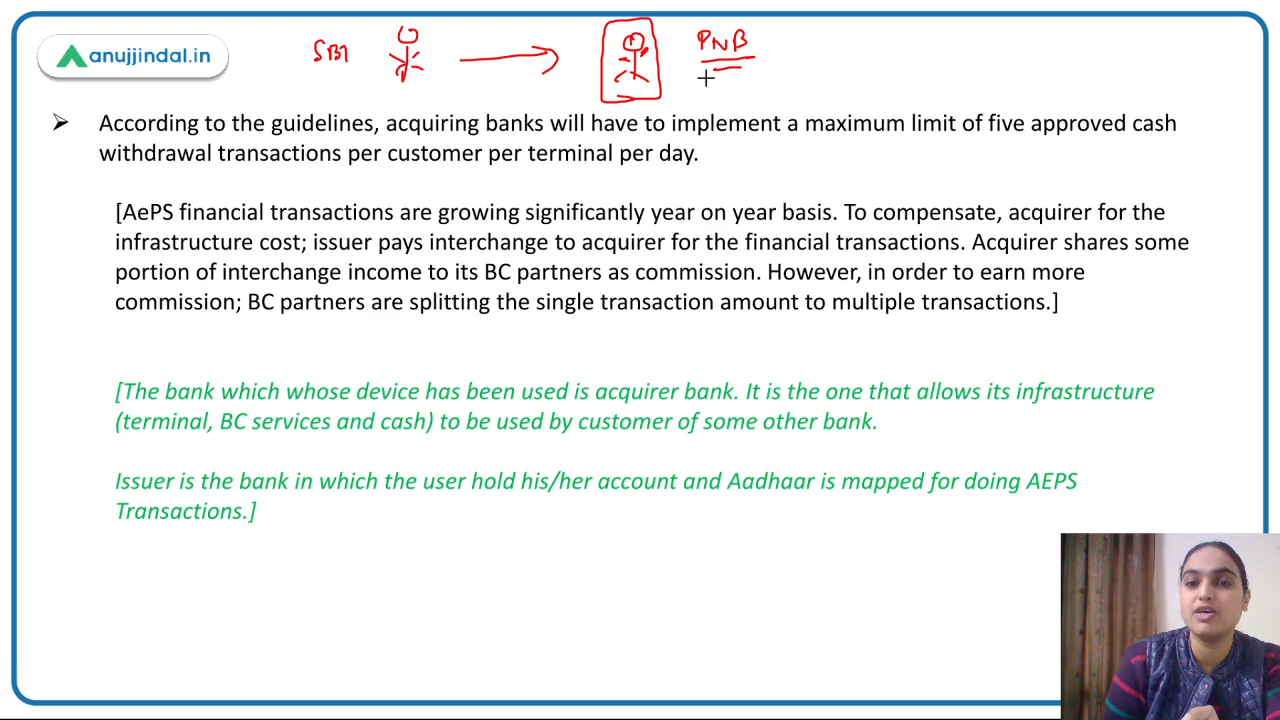 anujjindal.in
SBI
PNB
➢ According to the guidelines, acquiring banks will have to implement a maximum limit of five approved cash
withdrawal transactions per customer per terminal per day.
[AePS financial transactions are growing significantly year on year basis. To compensate, acquirer for the
infrastructure cost; issuer pays interchange to acquirer for the financial transactions. Acquirer shares some
portion of interchange income to its BC partners as commission. However, in order to earn more
commission; BC partners are splitting the single transaction amount to multiple transactions.]
[The bank which whose device has been used is acquirer bank. It is the one that allows its infrastructure
(terminal, BC services and cash) to be used by customer of some other bank.
Issuer is the bank in which the user hold his/her account and Aadhaar is mapped for doing AEPS
Transactions.]